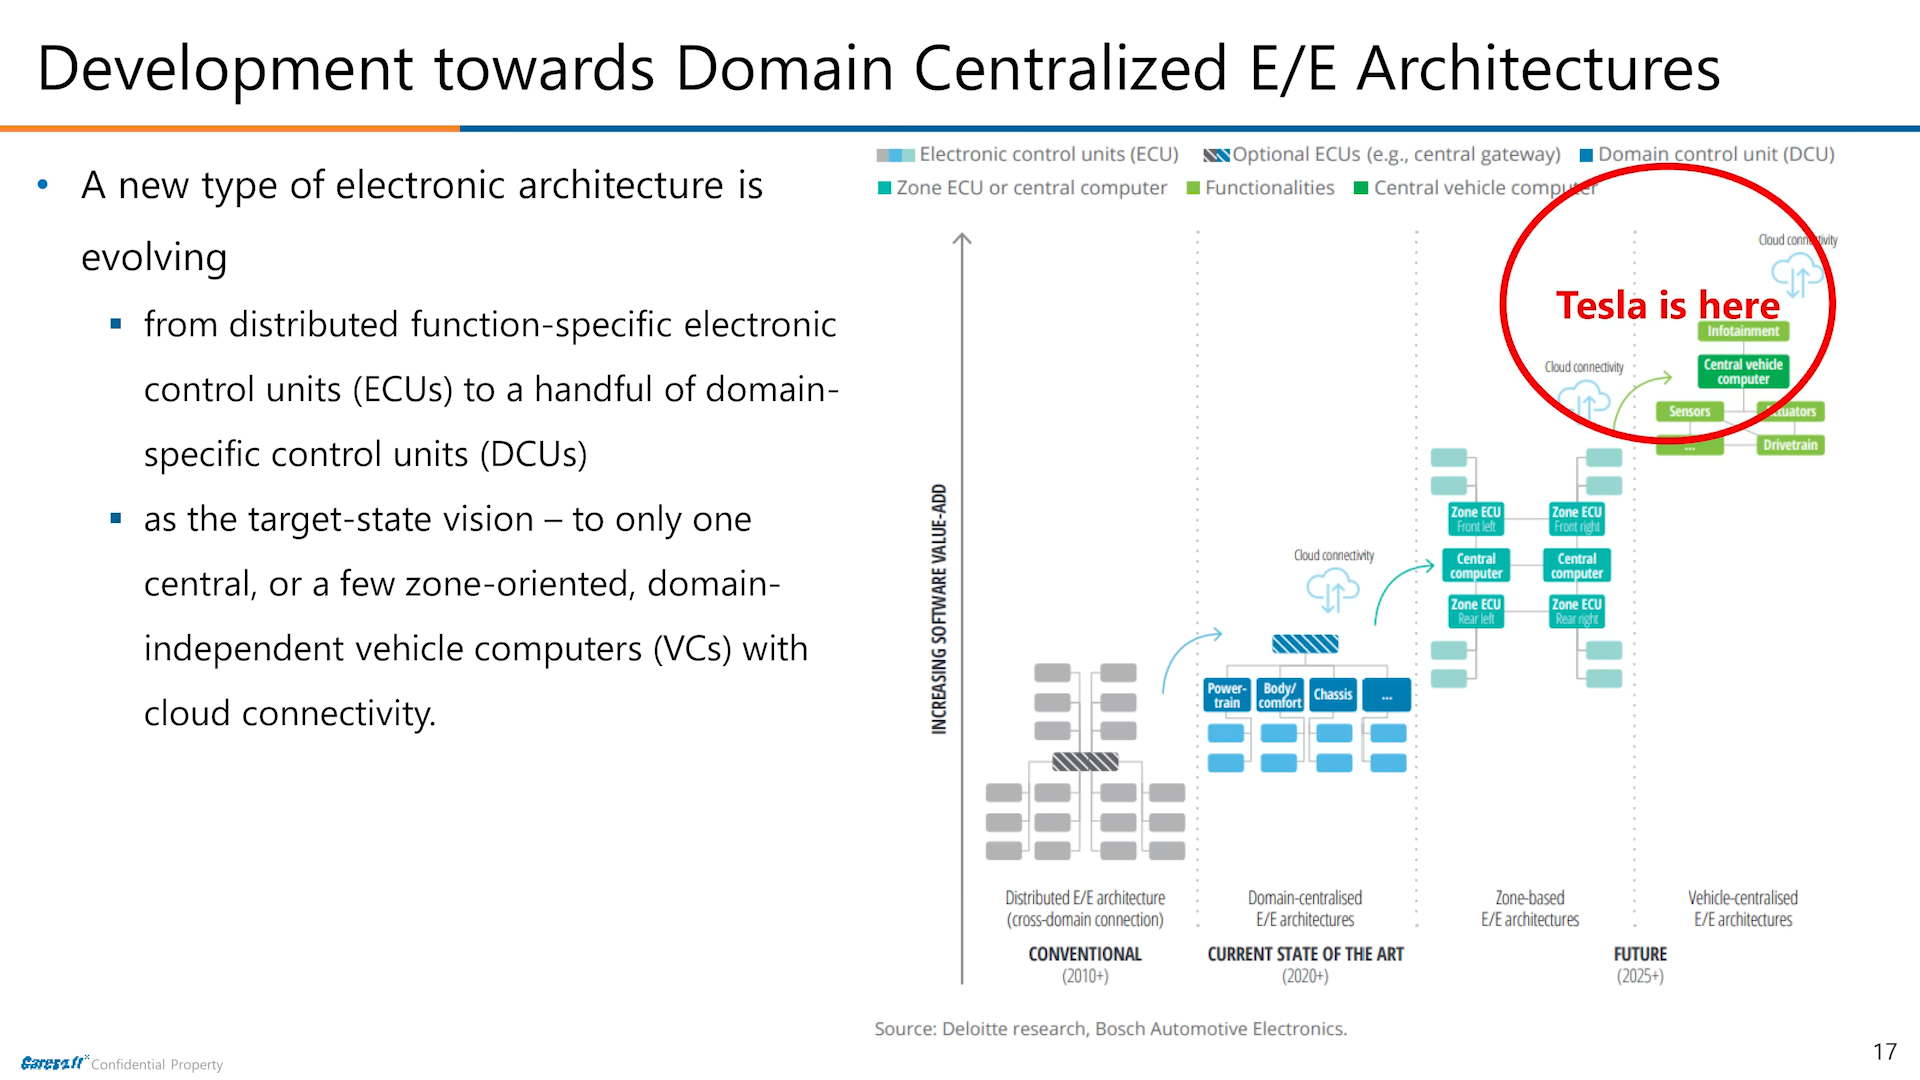 Development towards Domain Centralized E/E Architectures
• A new type of electronic architecture is
evolving
▪ from distributed function-specific electronic
control units (ECUs) to a handful of domain-
specific control units (DCUs)
▪ as the target-state vision – to only one
central, or a few zone-oriented, domain-
independent vehicle computers (VCs) with
cloud connectivity.
Electronic control units (ECU) Optional ECUs (e.g., central gateway) Domain control unit (DCU)
Zone ECU or central computer Functionalities Central vehicle computer
INCREASING SOFTWARE VALUE-ADD
Cloud connectivity
Tesla is here
Infotainment
Central vehicle
computer
Sensors Actuators
... Drivetrain
Cloud connectivity
Zone ECU
Front left
Zone ECU
Front right
Central
computer
Central
computer
Zone ECU
Rear left
Zone ECU
Rear right
Cloud connectivity
Power-
train
Body/
comfort
Chassis
...
Distributed E/E architecture
(cross-domain connection)
Domain-centralised
E/E architectures
Zone-based
E/E architectures
Vehicle-centralised
E/E architectures
CONVENTIONAL
(2010+)
CURRENT STATE OF THE ART
(2020+)
FUTURE
(2025+)
Source: Deloitte research, Bosch Automotive Electronics.
Confidential Property
17